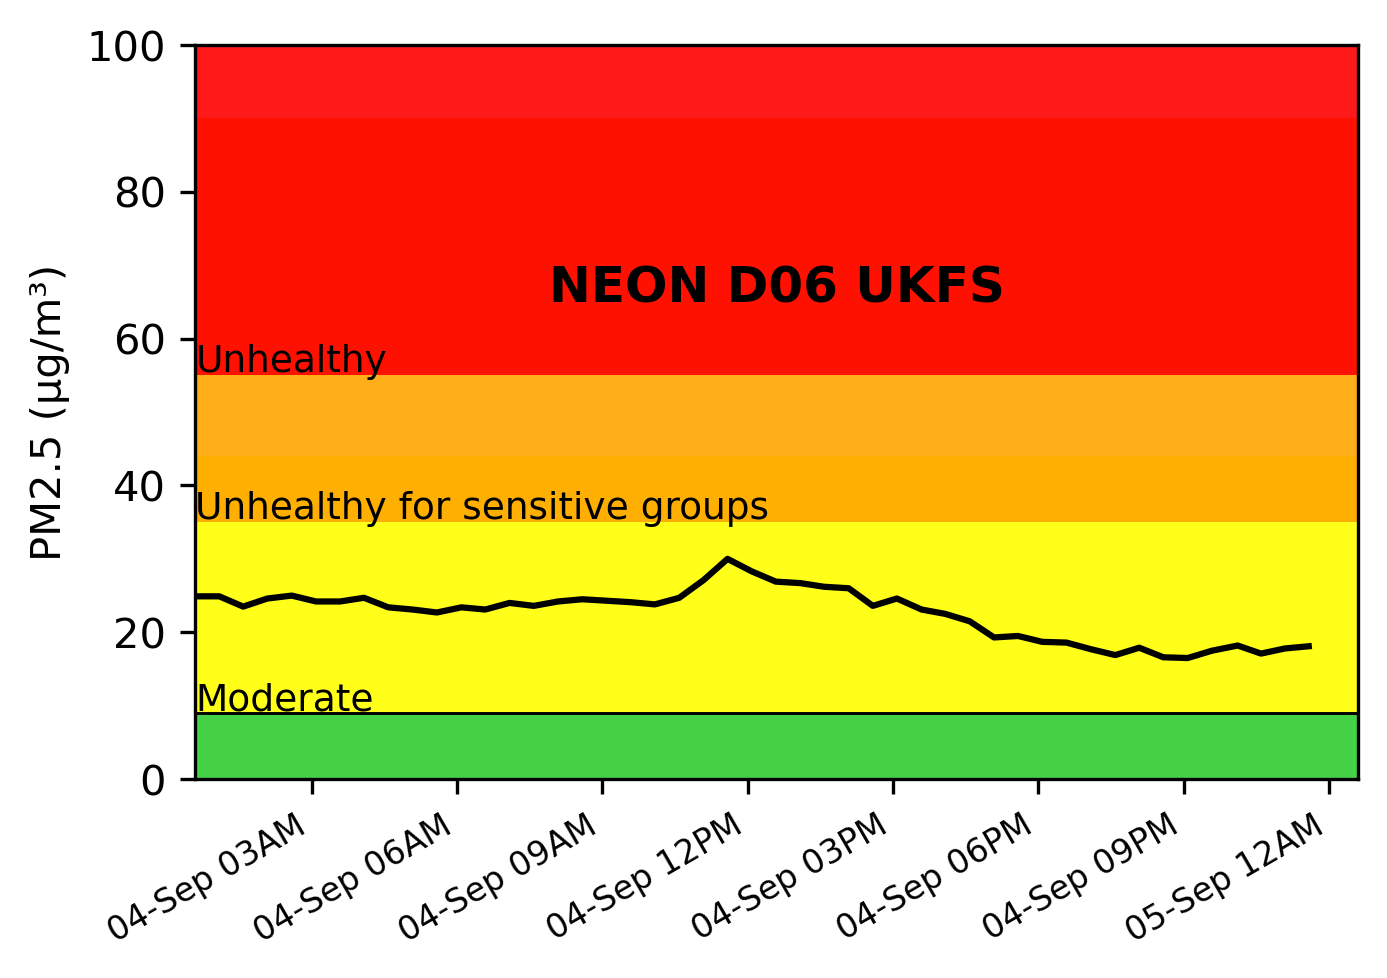 100
80
60
40
20
0
PM2.5 (µg/m³)
NEON D06 UKFS
Unhealthy
Unhealthy for sensitive groups
Moderate
04-Sep 03AM
04-Sep 06AM
04-Sep 09AM
04-Sep 12PM
04-Sep 03PM
04-Sep 06PM
04-Sep 09PM
05-Sep 12AM